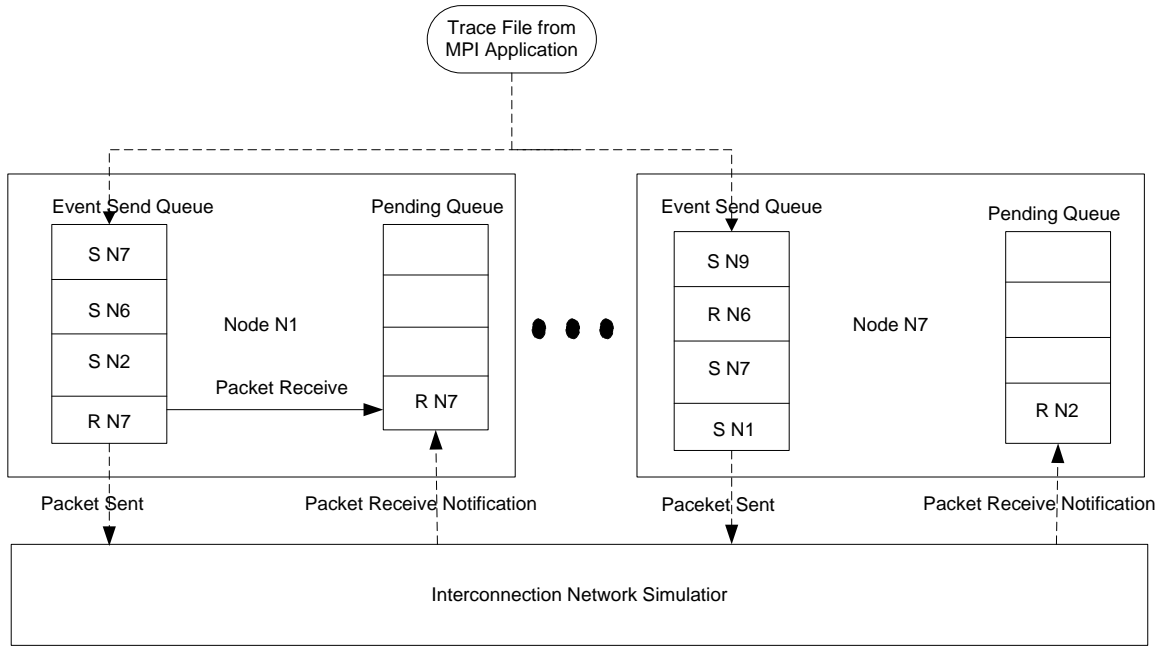 Trace File from
MPI Application
Event Send Queue
Pending Queue
S N7
S N6
S N2
R N7
Node N1
Packet Receive
R N7
Packet Sent
Packet Receive Notification
Event Send Queue
Pending Queue
S N9
R N6
S N7
S N1
Node N7
R N2
Paceket Sent
Packet Receive Notification
Interconnection Network Simulatior